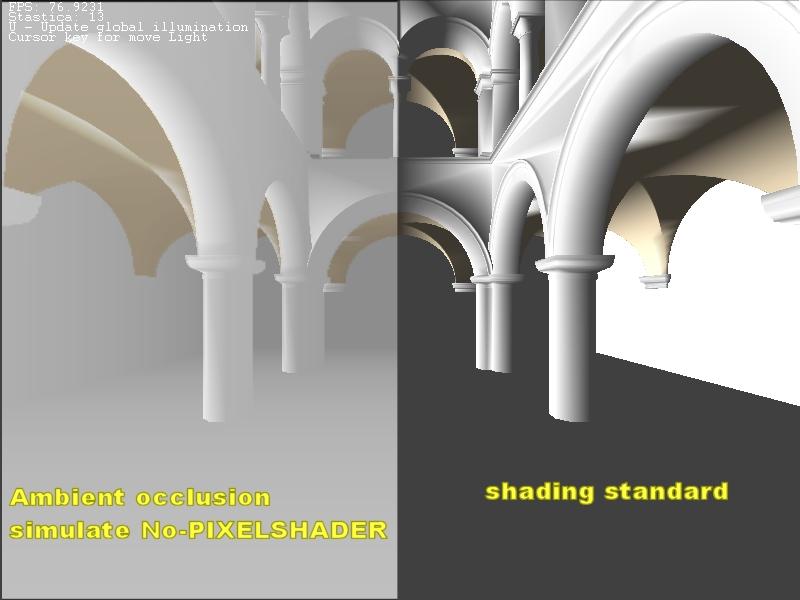 FPS: 76.9231
Stastica: 13
U - Update global illumination
Cursor key for move Light
Ambient occlusion
simulate No-PIXELSHADER
shading standard